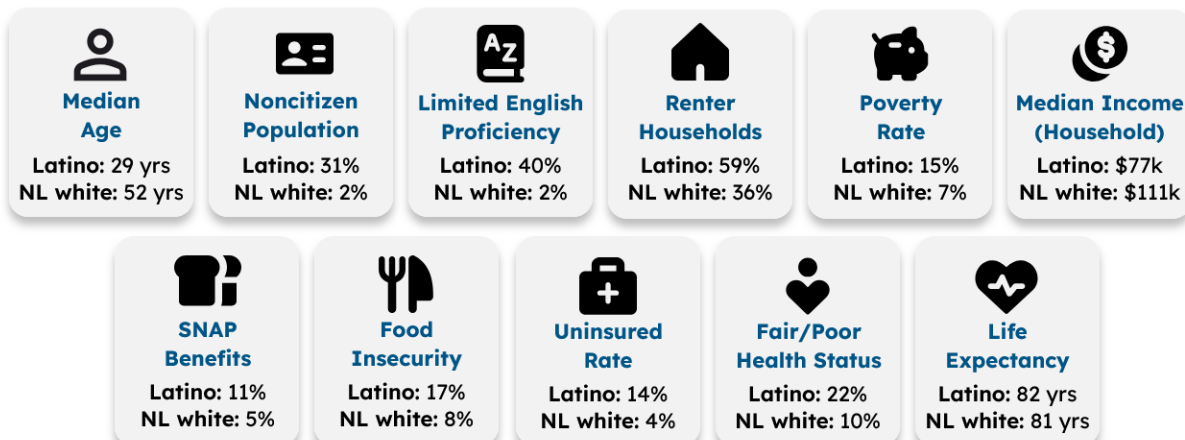 Median
Age
Latino: 29 yrs
NL white: 52 yrs
Noncitizen
Population
Latino: 31%
NL white: 2%
AZ
Limited English
Proficiency
Latino: 40%
NL white: 2%
Renter
Households
Latino: 59%
NL white: 36%
Poverty
Rate
Latino: 15%
NL white: 7%
$
Median Income
(Household)
Latino: $77k
NL white: $111k
SNAP
Benefits
Latino: 11%
NL white: 5%
Food
Insecurity
Latino: 17%
NL white: 8%
Uninsured
Rate
Latino: 14%
NL white: 4%
Fair/Poor
Health Status
Latino: 22%
NL white: 10%
Life
Expectancy
Latino: 82 yrs
NL white: 81 yrs